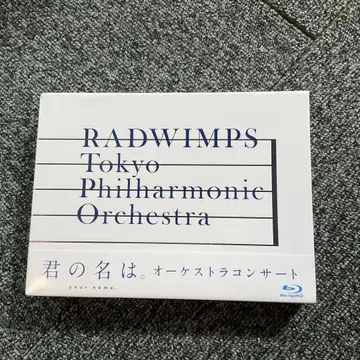 RADWIMPS
Tokyo
Philharmonic
Orchestra
君の名は。オーケストラコンサート
your name.
Blu-ray Disc